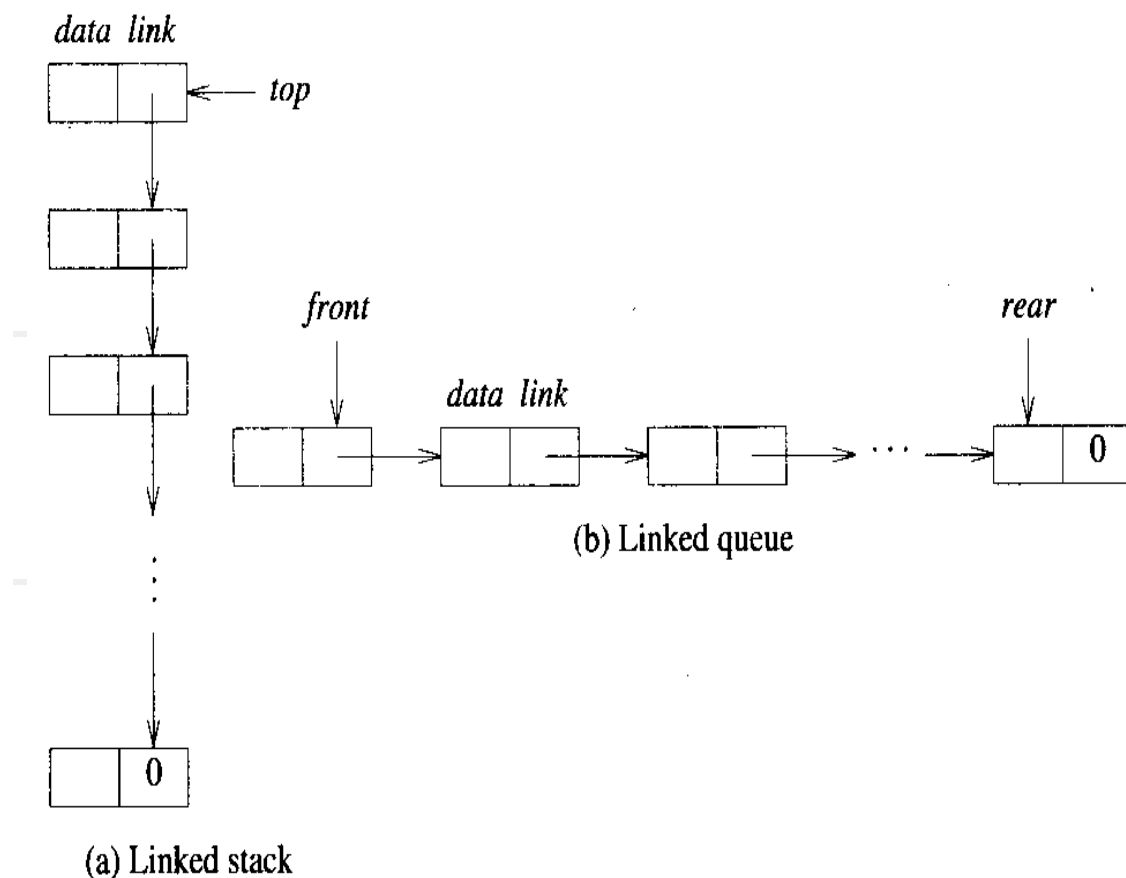 data link
top
front
rear
data link
0
...
(b) Linked queue
0
(a) Linked stack